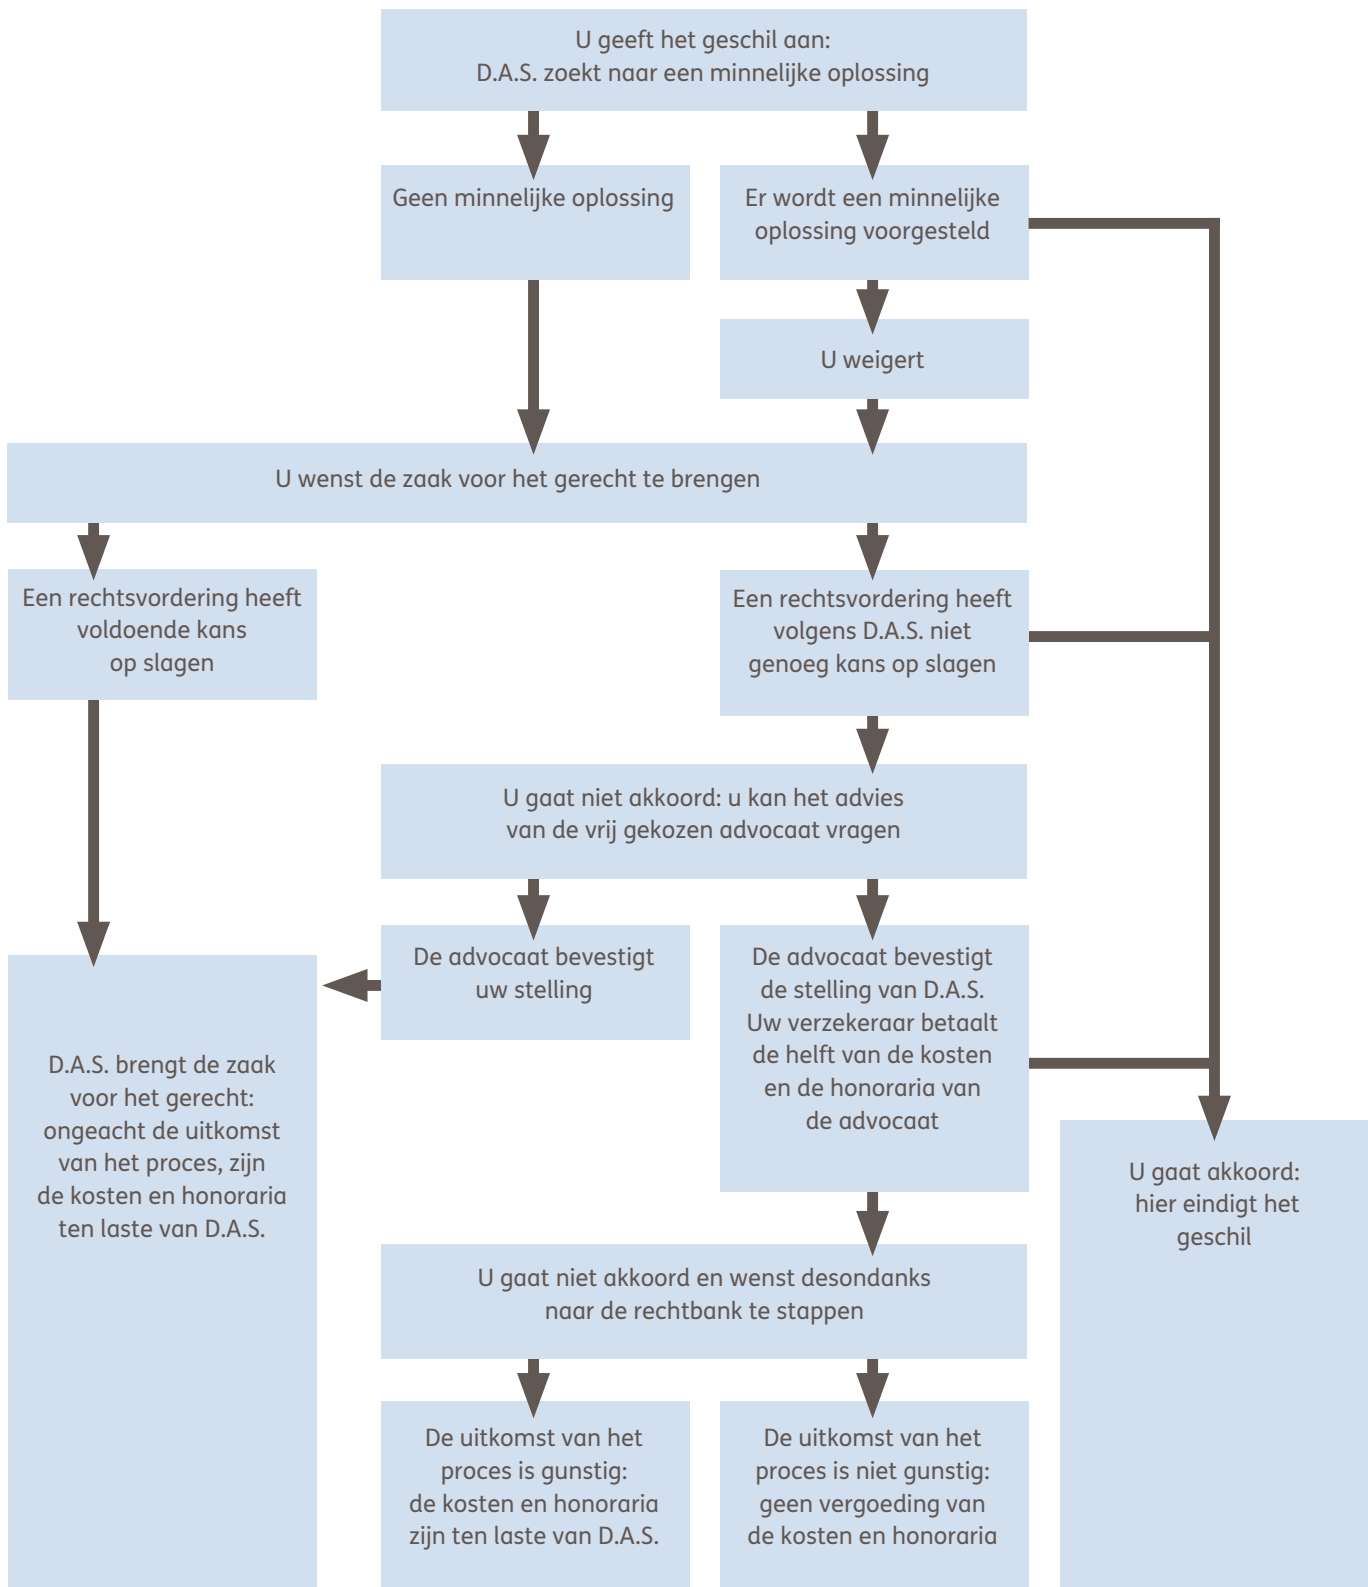 U geeft het geschil aan:
D.A.S. zoekt naar een minnelijke oplossing
Geen minnelijke oplossing
Er wordt een minnelijke
oplossing voorgesteld
U weigert
U wenst de zaak voor het gerecht te brengen
Een rechtsvordering heeft
voldoende kans
op slagen
Een rechtsvordering heeft
volgens D.A.S. niet
genoeg kans op slagen
U gaat niet akkoord: u kan het advies
van de vrij gekozen advocaat vragen
De advocaat bevestigt
uw stelling
De advocaat bevestigt
de stelling van D.A.S.
Uw verzekeraar betaalt
de helft van de kosten
en de honoraria van
de advocaat
D.A.S. brengt de zaak
voor het gerecht:
ongeacht de uitkomst
van het proces, zijn
de kosten en honoraria
ten laste van D.A.S.
U gaat akkoord:
hier eindigt het
geschil
U gaat niet akkoord en wenst desondanks
naar de rechtbank te stappen
De uitkomst van het
proces is gunstig:
de kosten en honoraria
zijn ten laste van D.A.S.
De uitkomst van het
proces is niet gunstig:
geen vergoeding van
de kosten en honoraria